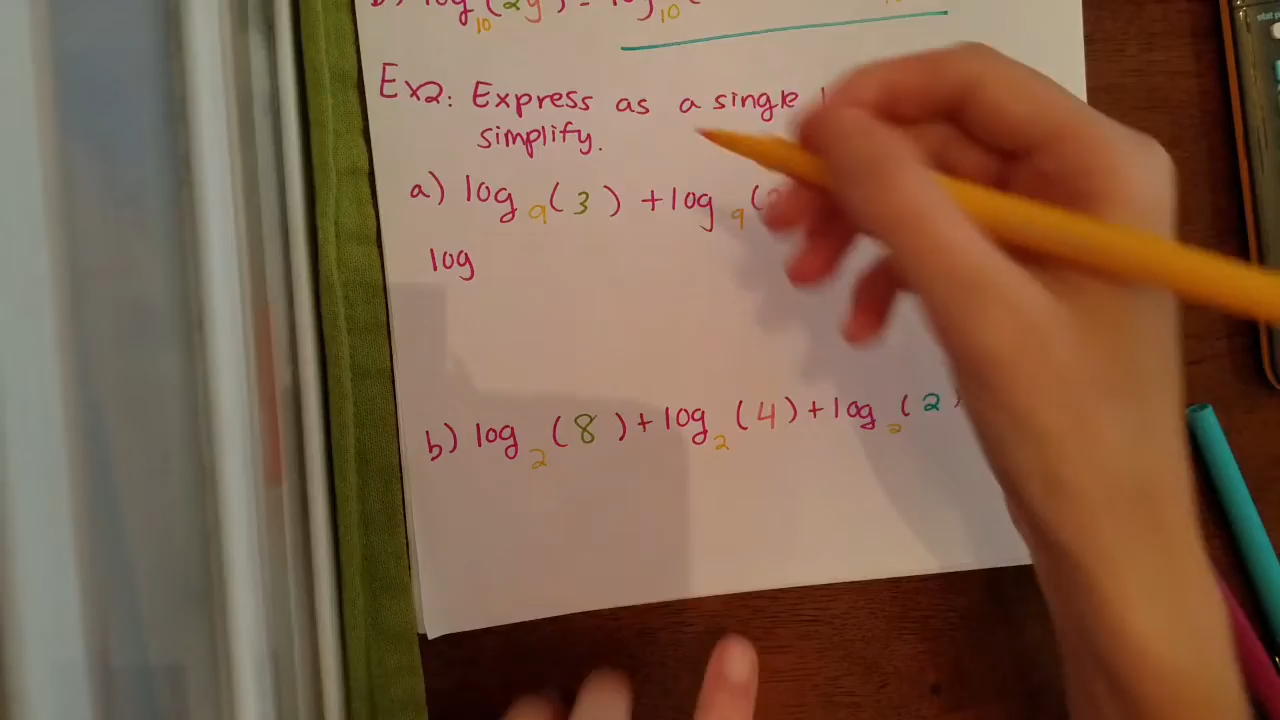 Ex2: Express as a single
simplify.
a) log₉(3) + log₉(
log
b) log₂(8) + log₂(4) + log₂(2